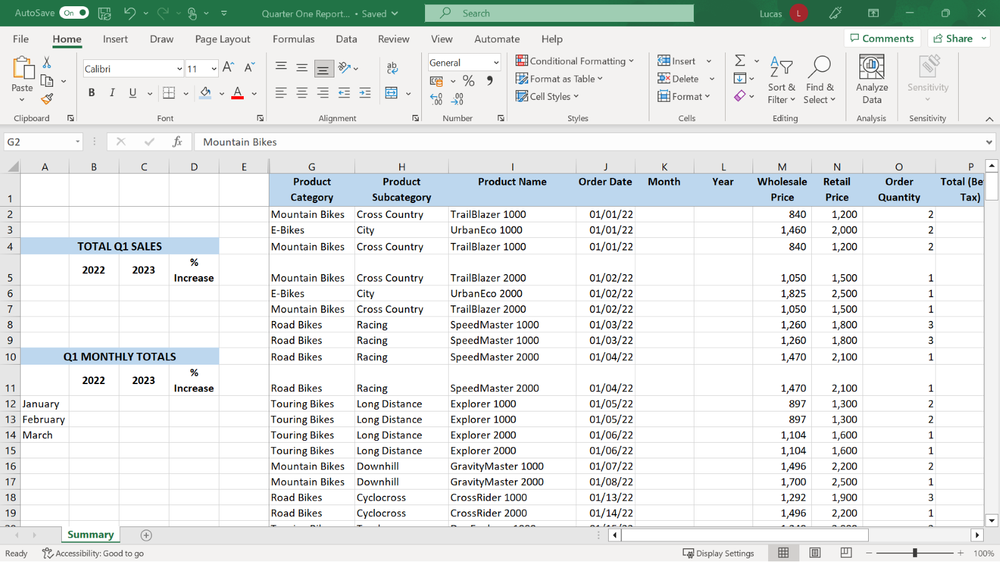 AutoSave On Quarter One Report... • Saved Search Lucas L
File Home Insert Draw Page Layout Formulas Data Review View Automate Help Comments Share
Paste
Clipboard
Calibri 11 A A
B I U A
Font
ab
Alignment
General
% 9
.00 .00
Number
Conditional Formatting
Format as Table
Cell Styles
Styles
Insert
Delete
Format
Cells
Sort & Filter
Find & Select
Editing
Analyze Data
Analysis
Sensitivity
Sensitivity
G2 fx Mountain Bikes
A B C D E G H I J K L M N O P
1 Product Category Product Subcategory Product Name Order Date Month Year Wholesale Price Retail Price Order Quantity Total (Be Tax)
2 Mountain Bikes Cross Country TrailBlazer 1000 01/01/22 840 1,200 2
3 E-Bikes City UrbanEco 1000 01/01/22 1,460 2,000 2
4 TOTAL Q1 SALES Mountain Bikes Cross Country TrailBlazer 1000 01/01/22 840 1,200 2
5 2022 2023 % Increase Mountain Bikes Cross Country TrailBlazer 2000 01/02/22 1,050 1,500 1
6 E-Bikes City UrbanEco 2000 01/02/22 1,825 2,500 1
7 Mountain Bikes Cross Country TrailBlazer 2000 01/02/22 1,050 1,500 1
8 Road Bikes Racing SpeedMaster 1000 01/03/22 1,260 1,800 3
9 Road Bikes Racing SpeedMaster 1000 01/03/22 1,260 1,800 3
10 Q1 MONTHLY TOTALS Road Bikes Racing SpeedMaster 2000 01/04/22 1,470 2,100 1
11 2022 2023 % Increase Road Bikes Racing SpeedMaster 2000 01/04/22 1,470 2,100 1
12 January Touring Bikes Long Distance Explorer 1000 01/05/22 897 1,300 2
13 February Touring Bikes Long Distance Explorer 1000 01/05/22 897 1,300 2
14 March Touring Bikes Long Distance Explorer 2000 01/06/22 1,104 1,600 1
15 Touring Bikes Long Distance Explorer 2000 01/06/22 1,104 1,600 1
16 Mountain Bikes Downhill GravityMaster 1000 01/07/22 1,496 2,200 2
17 Mountain Bikes Downhill GravityMaster 2000 01/08/22 1,700 2,500 1
18 Road Bikes Cyclocross CrossRider 1000 01/13/22 1,292 1,900 3
19 Road Bikes Cyclocross CrossRider 2000 01/14/22 1,496 2,200 1
Summary
Ready Accessibility: Good to go Display Settings 100%